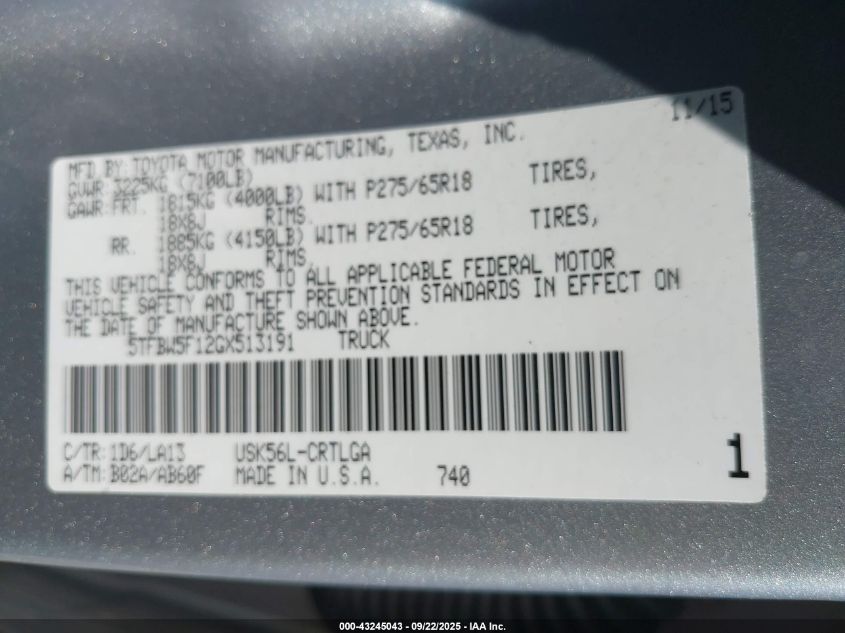 11/15
MFD BY: TOYOTA MOTOR MANUFACTURING, TEXAS, INC.
GVWR: 3225KG (7100LB)
GAWR: FRT. 1815KG (4000LB) WITH P275/65R18 TIRES,
18X8J RIMS.
RR. 1885KG (4150LB) WITH P275/65R18 TIRES,
18X8J RIMS.
THIS VEHICLE CONFORMS TO ALL APPLICABLE FEDERAL MOTOR
VEHICLE SAFETY AND THEFT PREVENTION STANDARDS IN EFFECT ON
THE DATE OF MANUFACTURE SHOWN ABOVE.
5TFBW5F12GX513191 TRUCK
C/TR: 1D6/LA13 USK56L-CRTLGA
A/TM: B02A/AB60F MADE IN U.S.A. 740
1
000-43245043 - 09/22/2025 - IAA Inc.